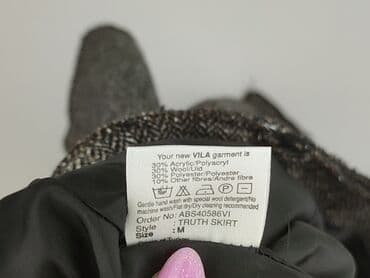 Your new VILA garment is
30% Acrylic/Polyacryl
30% Wool/Uld
30% Polyester/Polyester
10% Other fibres/Andre fibre
Gentle hand wash with special wool detergent/No
machine wash/Flat dry/Dry cleaning recommended
Order No: ABS40586VI
Style : TRUTH SKIRT
Size : M